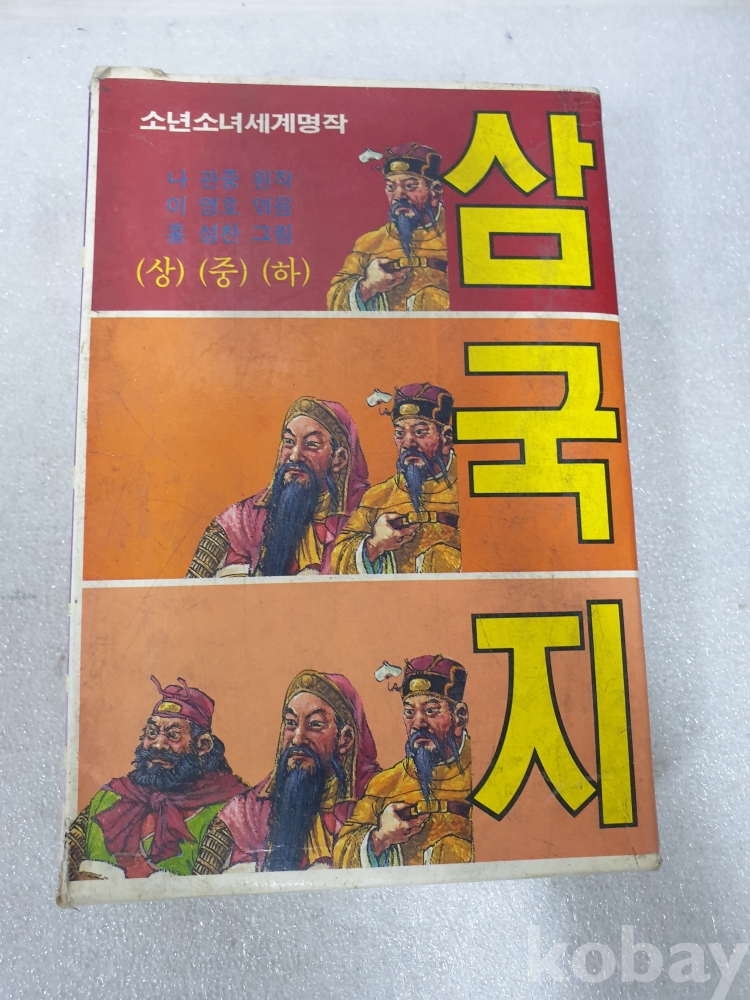 소년소녀세계명작
나 관중 원작
이 영호 엮음
홍 성찬 그림
(상) (중) (하)
삼
국
지
kobay